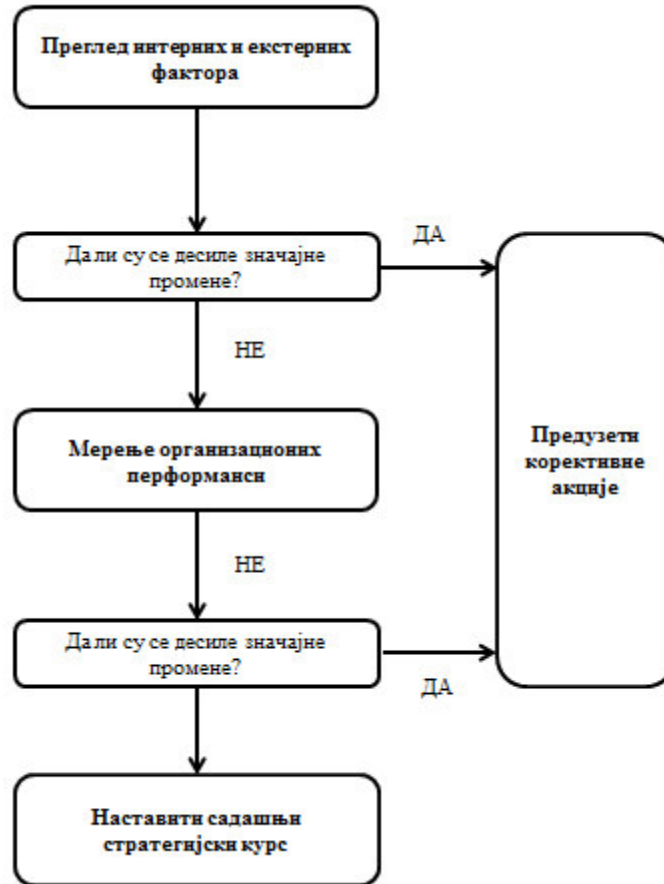 Преглед интерних и екстерних
фактора
ДА
Да ли су се десиле значајне
промене?
НЕ
Мерење организационих
перформанси
Предузети
корективне
акције
НЕ
Да ли су се десиле значајне
промене?
ДА
Наставити садашњи
стратегијски курс